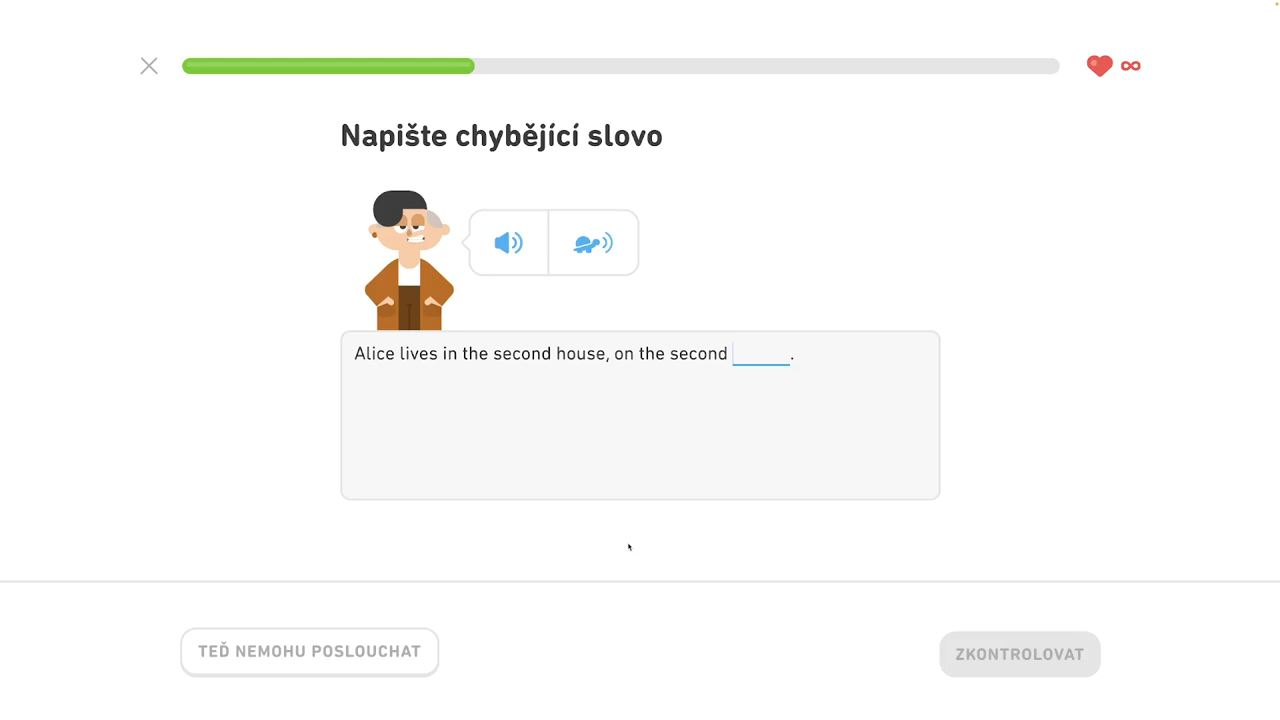 ∞
Napište chybějící slovo
Alice lives in the second house, on the second ______.
TEĎ NEMOHU POSLOUCHAT
ZKONTROLOVAT